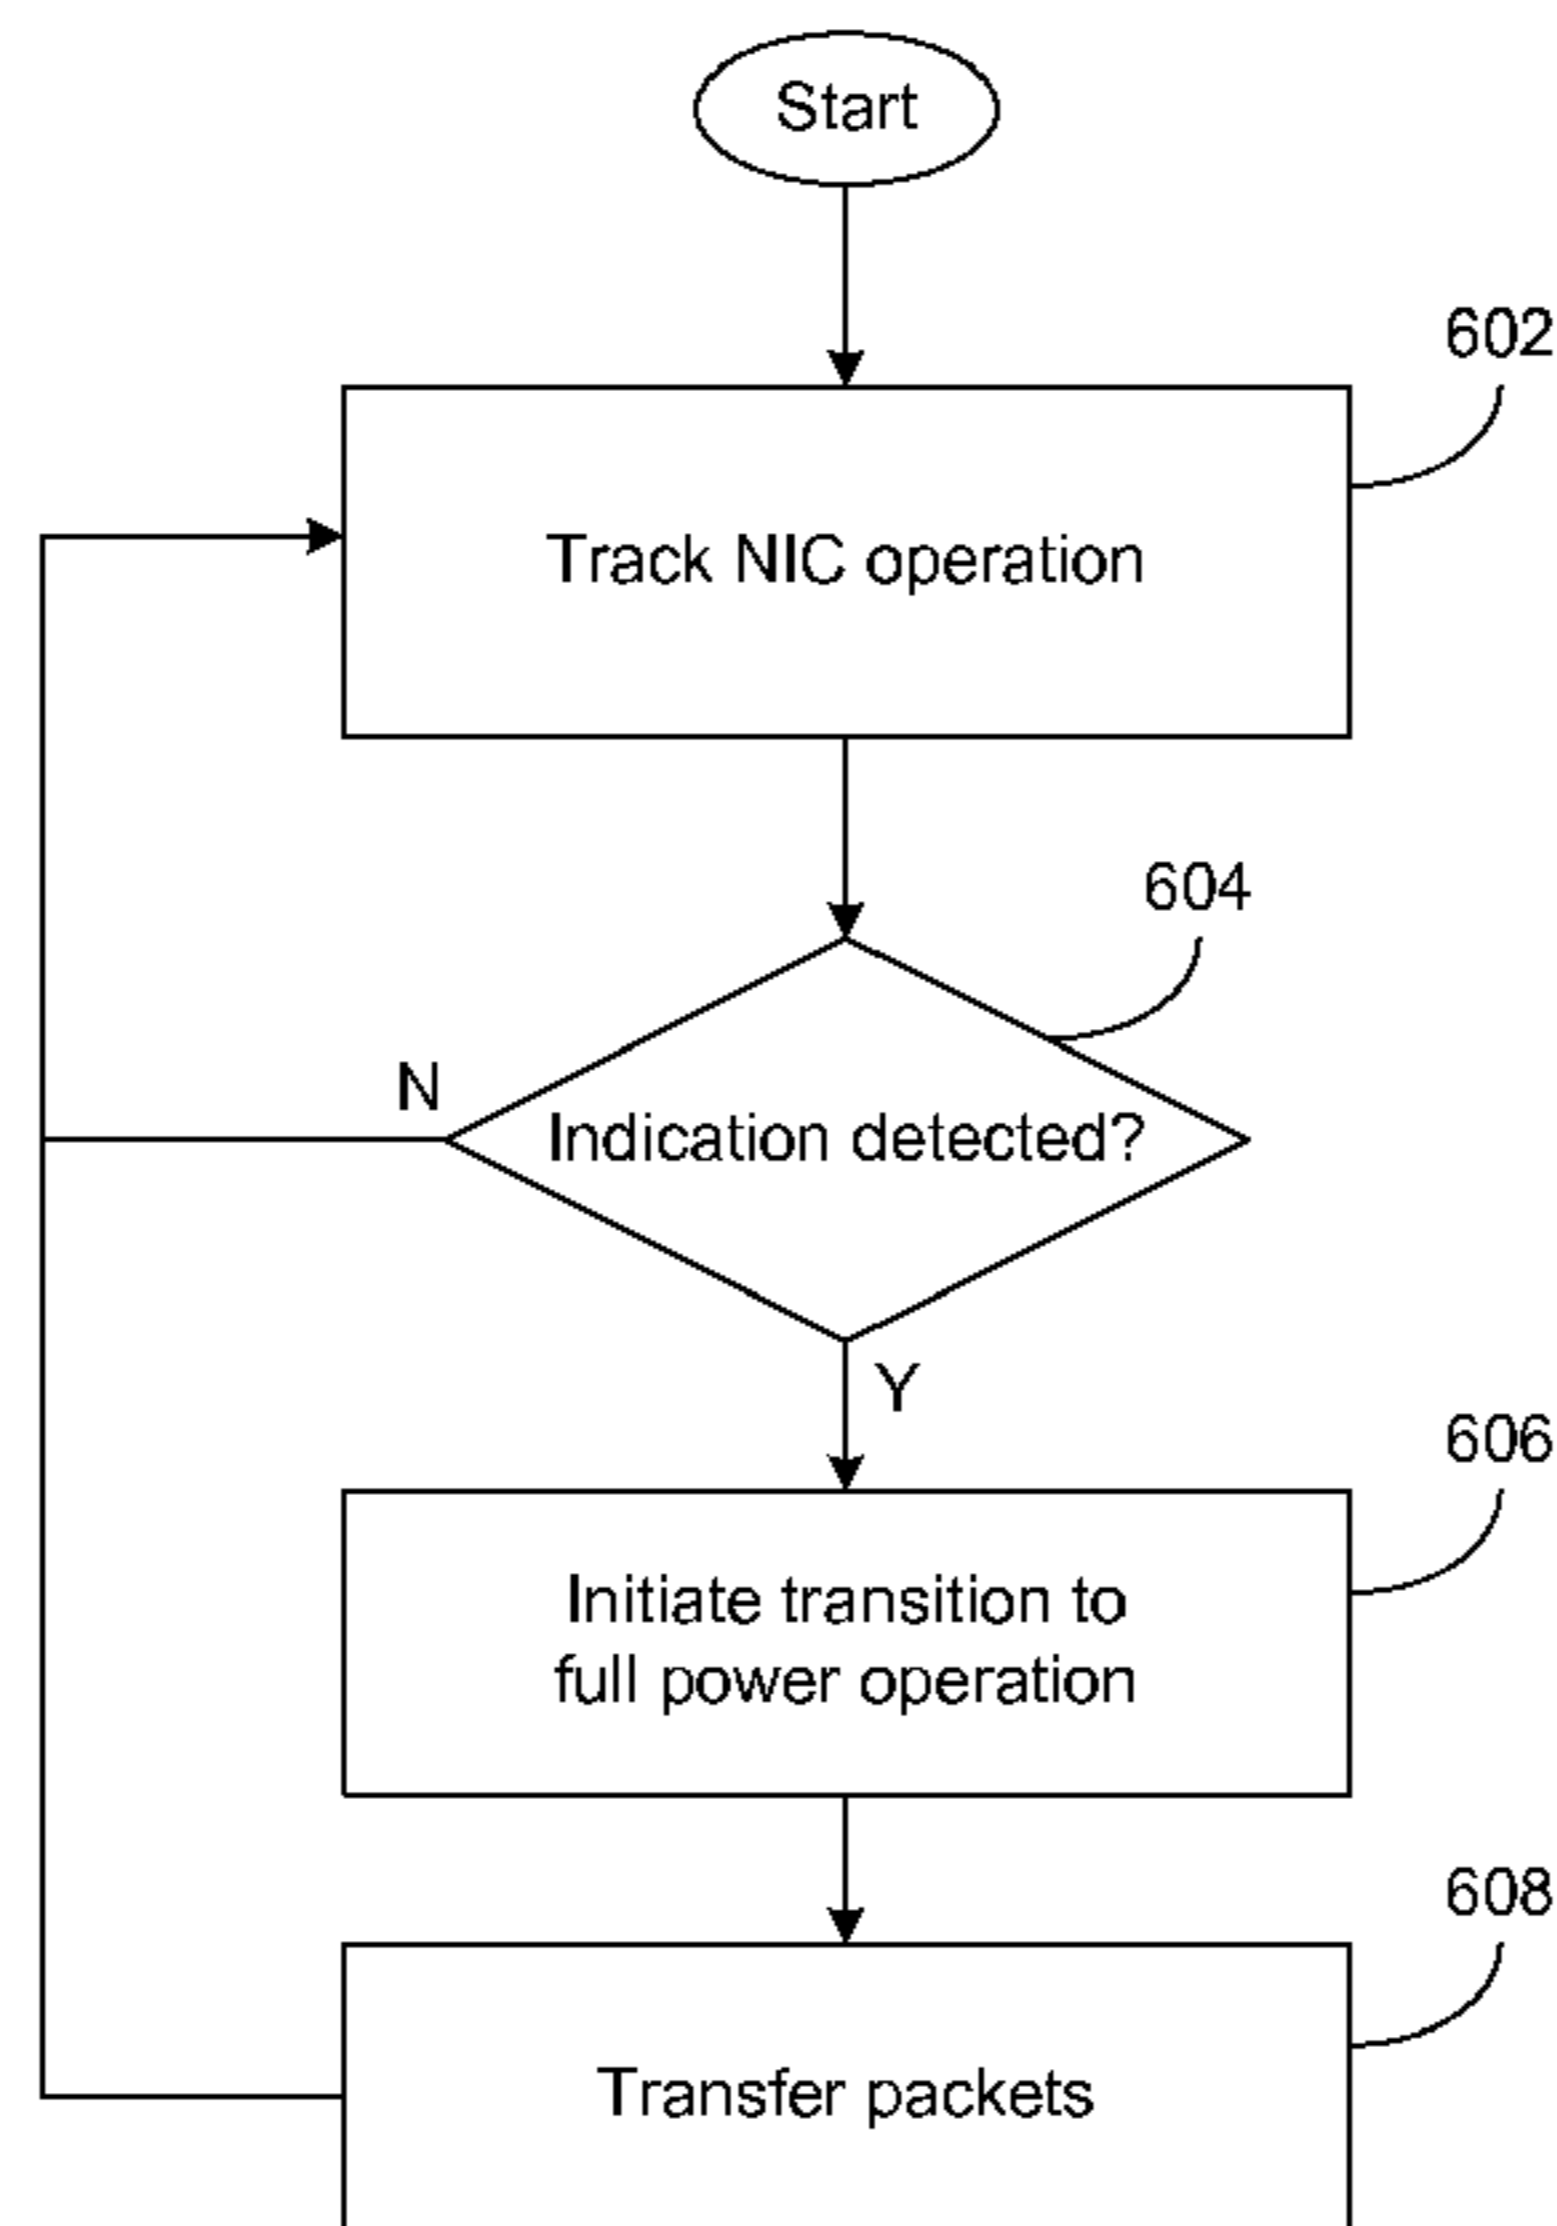 Start
602
Track NIC operation
604
N
Indication detected?
Y
606
Initiate transition to
full power operation
608
Transfer packets